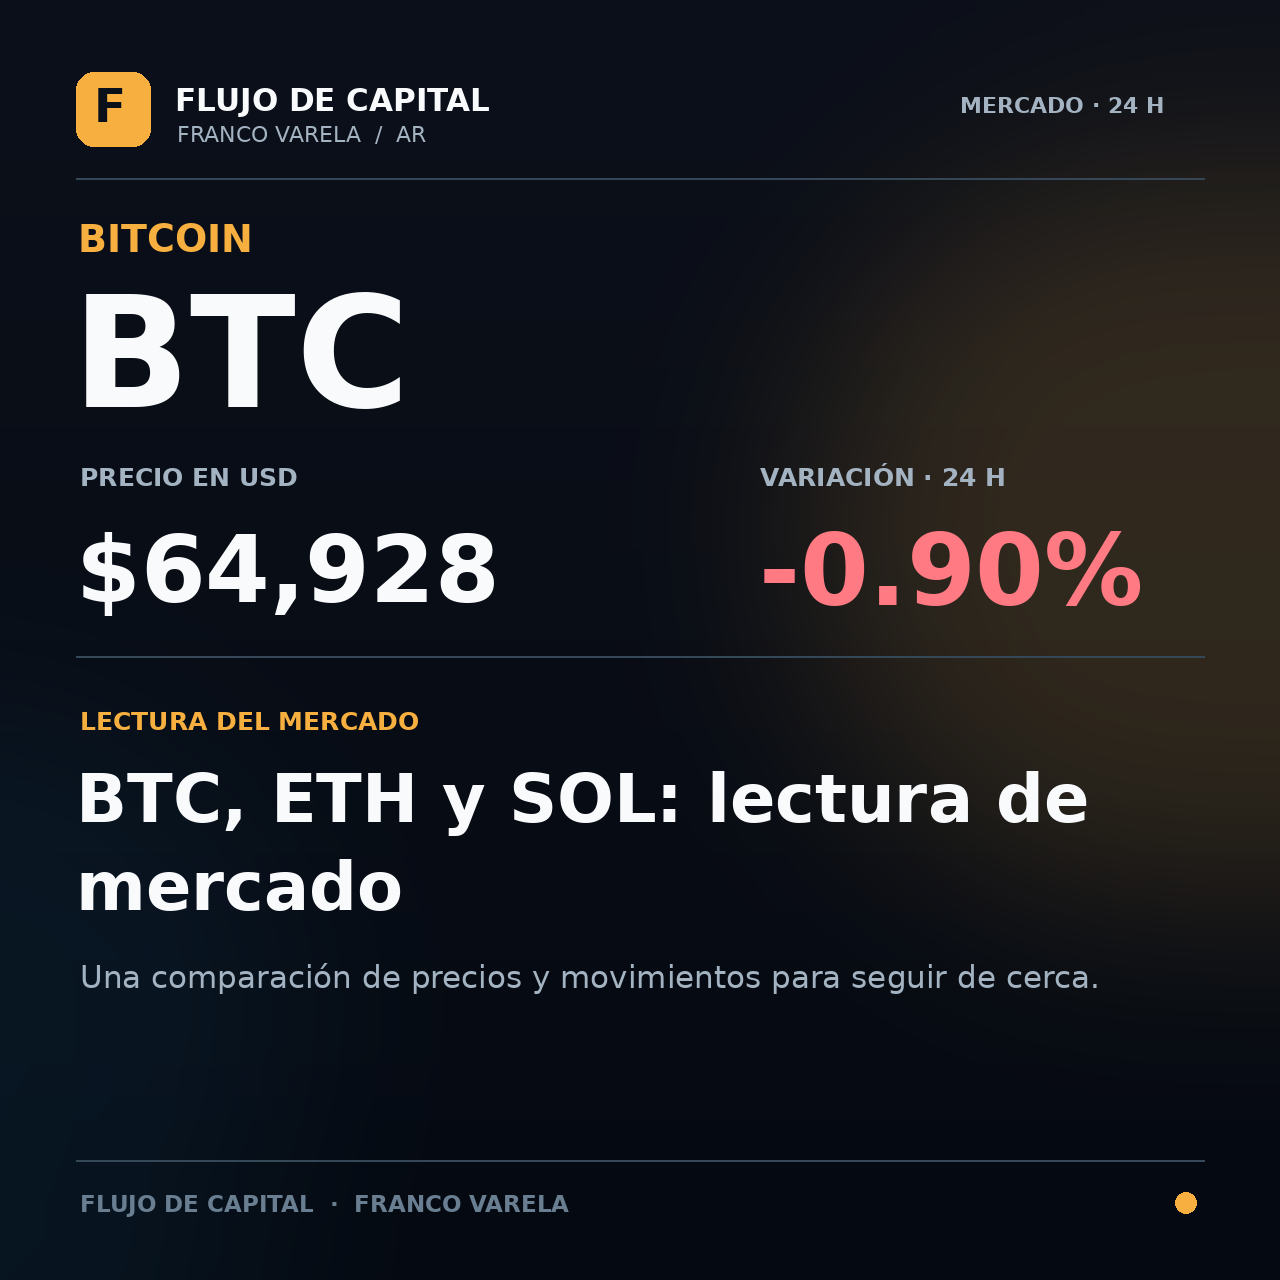 F
FLUJO DE CAPITAL
FRANCO VARELA / AR
MERCADO · 24 H
BITCOIN
BTC
PRECIO EN USD
VARIACIÓN · 24 H
$64,928
-0.90%
LECTURA DEL MERCADO
BTC, ETH y SOL: lectura de
mercado
Una comparación de precios y movimientos para seguir de cerca.
FLUJO DE CAPITAL · FRANCO VARELA